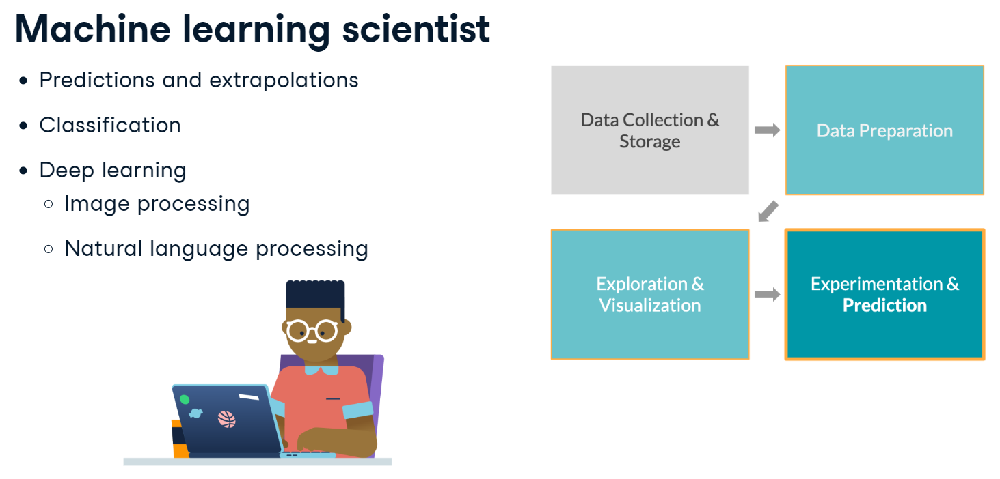 Machine learning scientist
Predictions and extrapolations
Classification
Deep learning
Image processing
Natural language processing
Data Collection &
Storage
Data Preparation
Exploration &
Visualization
Experimentation &
Prediction